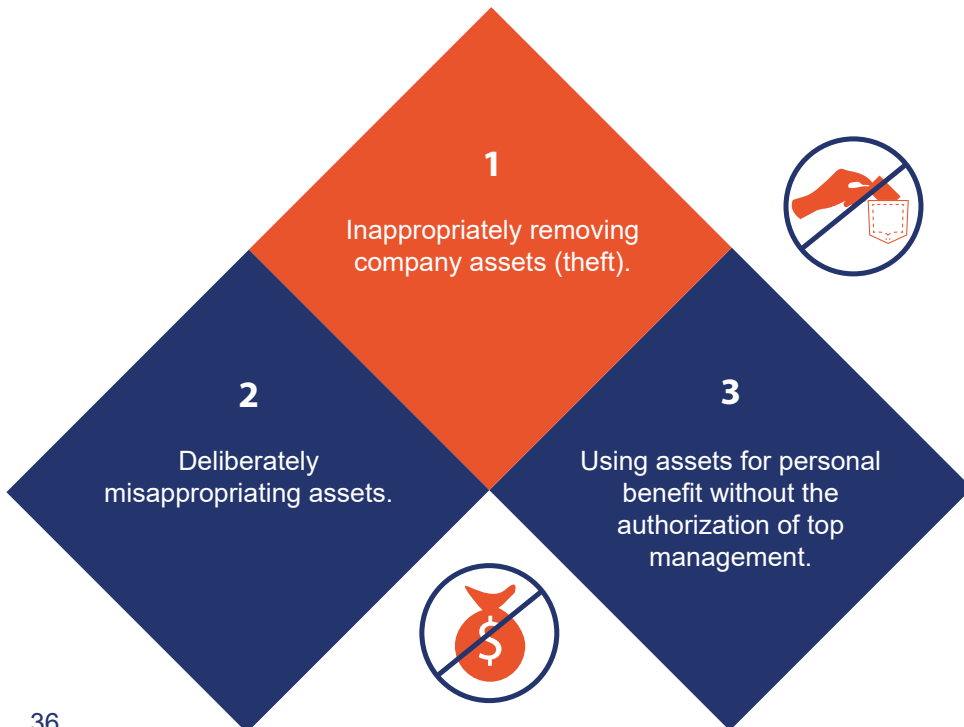 1
Inappropriately removing
company assets (theft).
2
Deliberately
misappropriating assets.
3
Using assets for personal
benefit without the
authorization of top
management.
$
36